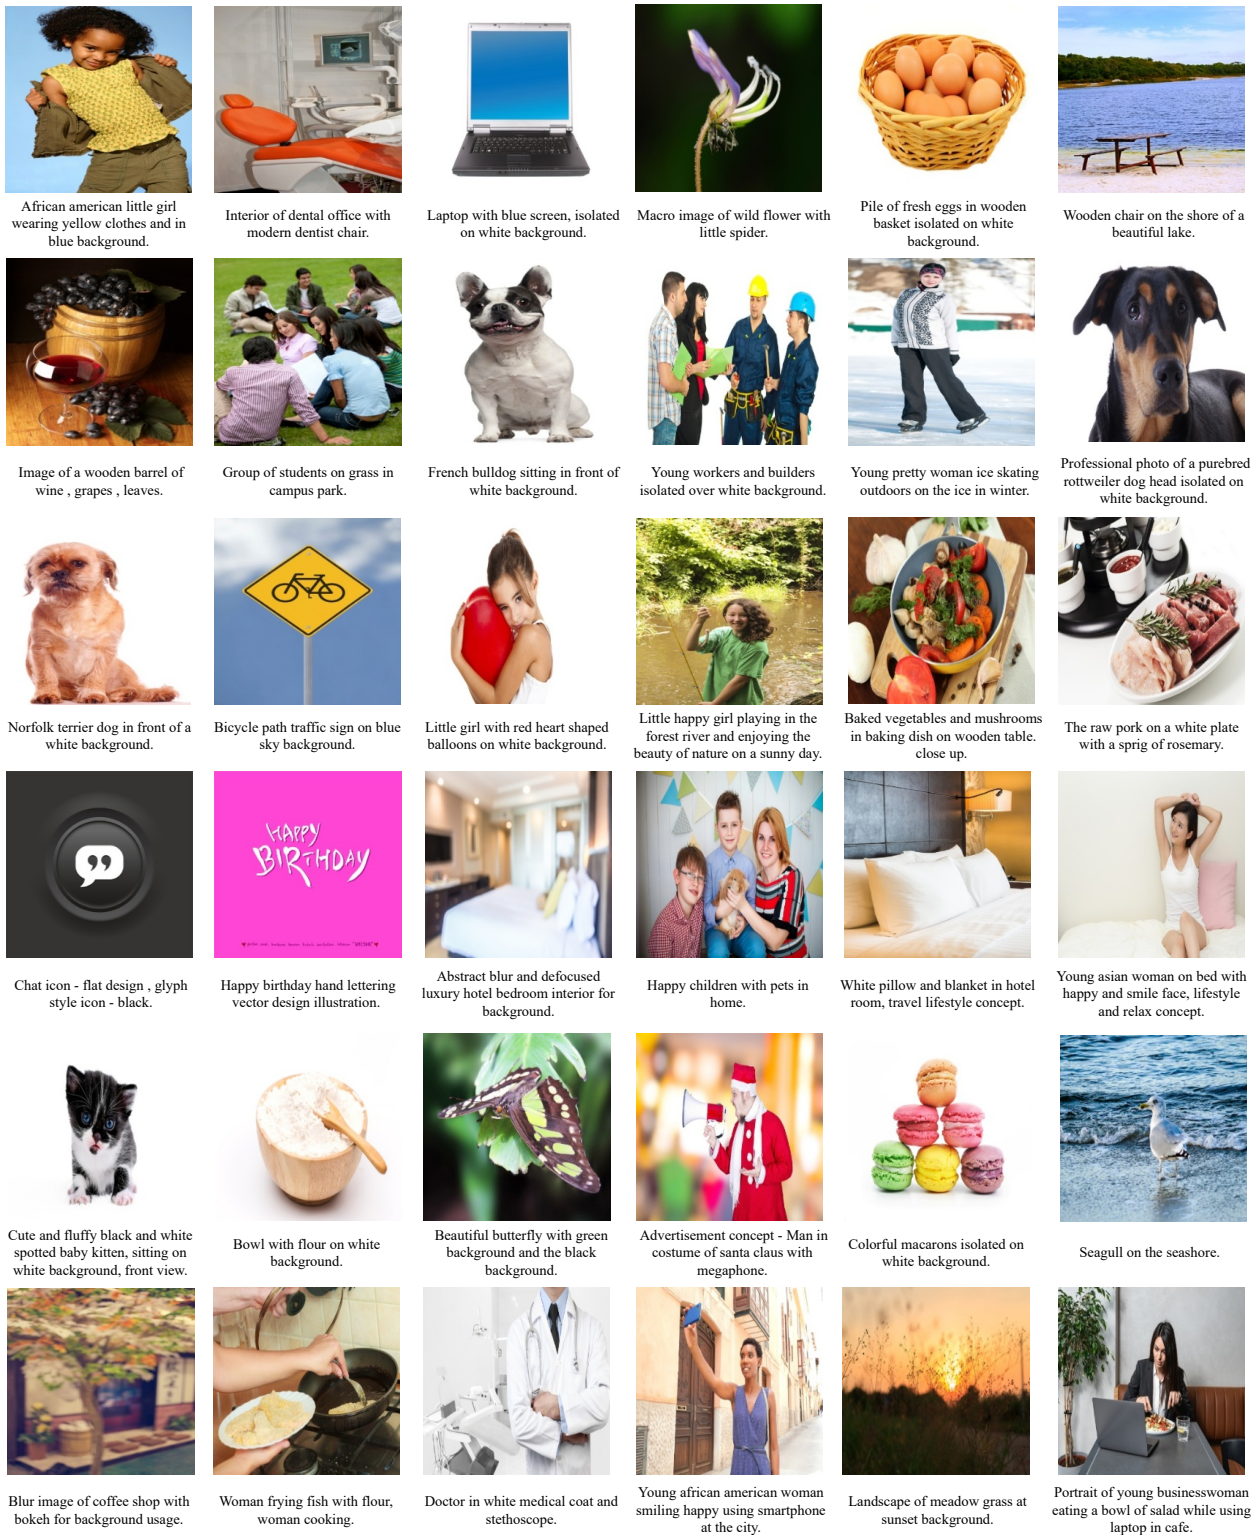 African american little girl
wearing yellow clothes and in
blue background.
Interior of dental office with
modern dentist chair.
Laptop with blue screen, isolated
on white background.
Macro image of wild flower with
little spider.
Pile of fresh eggs in wooden
basket isolated on white
background.
Wooden chair on the shore of a
beautiful lake.
Image of a wooden barrel of
wine , grapes , leaves.
Group of students on grass in
campus park.
French bulldog sitting in front of
white background.
Young workers and builders
isolated over white background.
Young pretty woman ice skating
outdoors on the ice in winter.
Professional photo of a purebred
rottweiler dog head isolated on
white background.
Norfolk terrier dog in front of a
white background.
Bicycle path traffic sign on blue
sky background.
Little girl with red heart shaped
balloons on white background.
Little happy girl playing in the
forest river and enjoying the
beauty of nature on a sunny day.
Baked vegetables and mushrooms
in baking dish on wooden table.
close up.
The raw pork on a white plate
with a sprig of rosemary.
HAPPY
BIRTHDAY
Chat icon - flat design , glyph
style icon - black.
Happy birthday hand lettering
vector design illustration.
Abstract blur and defocused
luxury hotel bedroom interior for
background.
Happy children with pets in
home.
White pillow and blanket in hotel
room, travel lifestyle concept.
Young asian woman on bed with
happy and smile face, lifestyle
and relax concept.
Cute and fluffy black and white
spotted baby kitten, sitting on
white background, front view.
Bowl with flour on white
background.
Beautiful butterfly with green
background and the black
background.
Advertisement concept - Man in
costume of santa claus with
megaphone.
Colorful macarons isolated on
white background.
Seagull on the seashore.
Blur image of coffee shop with
bokeh for background usage.
Woman frying fish with flour,
woman cooking.
Doctor in white medical coat and
stethoscope.
Young african american woman
smiling happy using smartphone
at the city.
Landscape of meadow grass at
sunset background.
Portrait of young businesswoman
eating a bowl of salad while using
laptop in cafe.